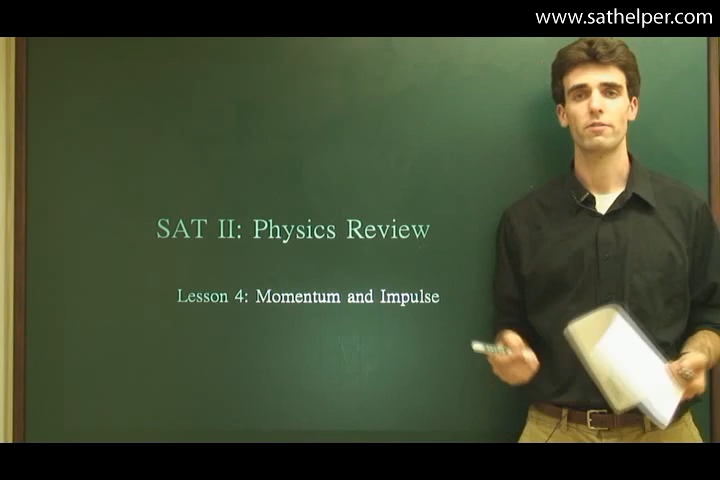 www.sathelper.com
SAT II: Physics Review
Lesson 4: Momentum and Impulse